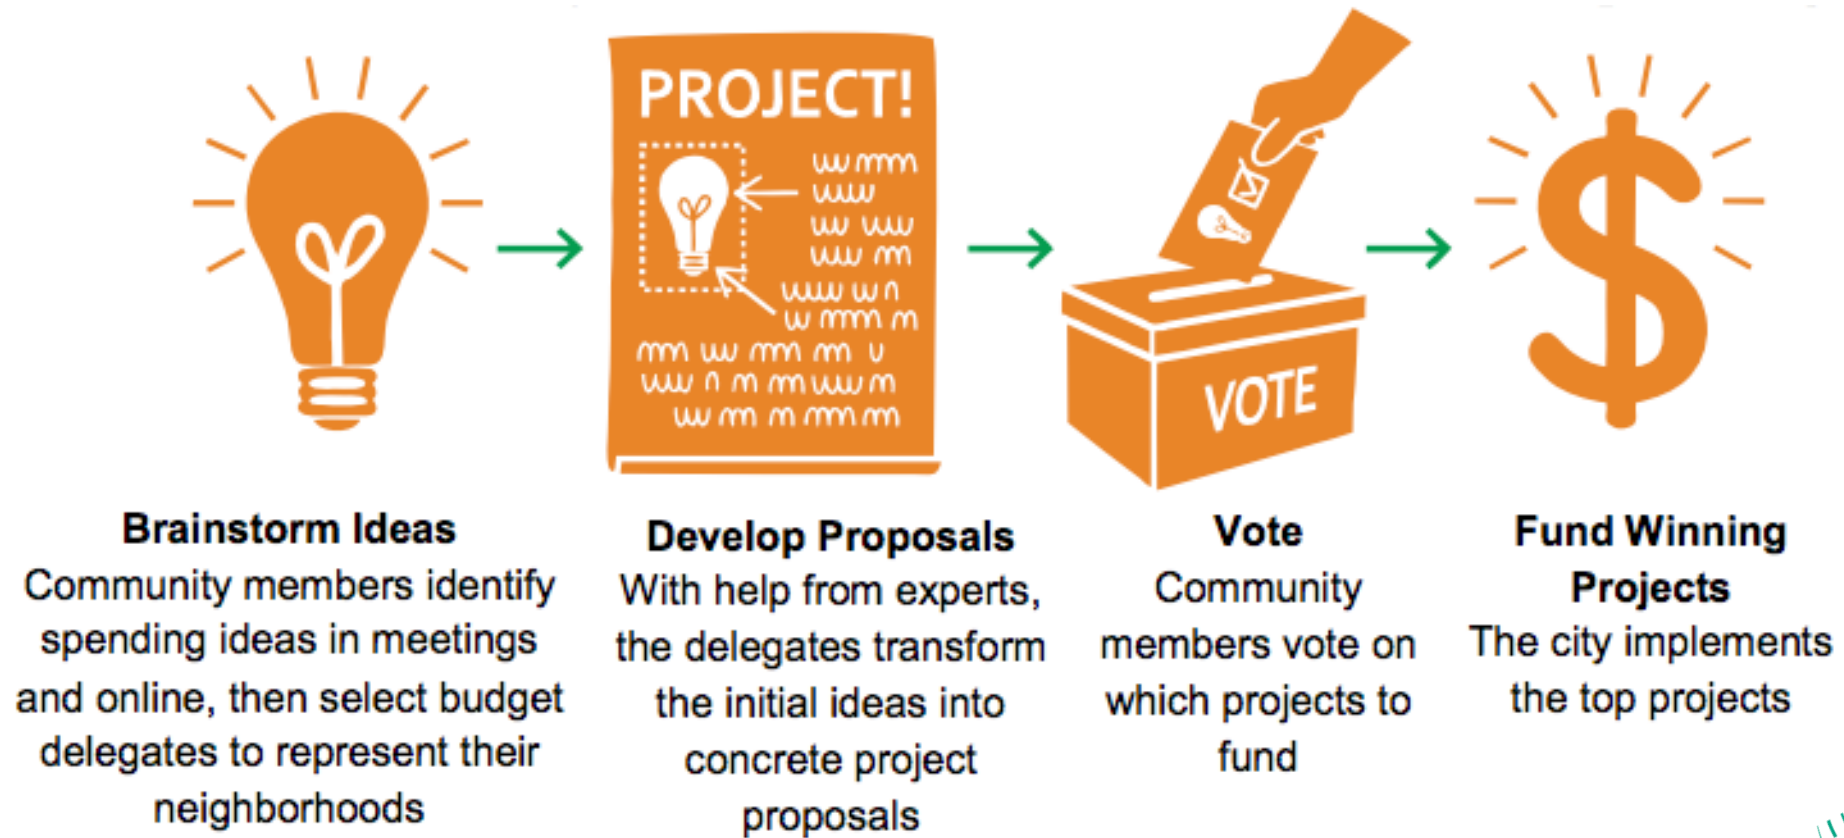 PROJECT!
VOTE
Brainstorm Ideas
Community members identify
spending ideas in meetings
and online, then select budget
delegates to represent their
neighborhoods
Develop Proposals
With help from experts,
the delegates transform
the initial ideas into
concrete project
proposals
Vote
Community
members vote on
which projects to
fund
Fund Winning
Projects
The city implements
the top projects